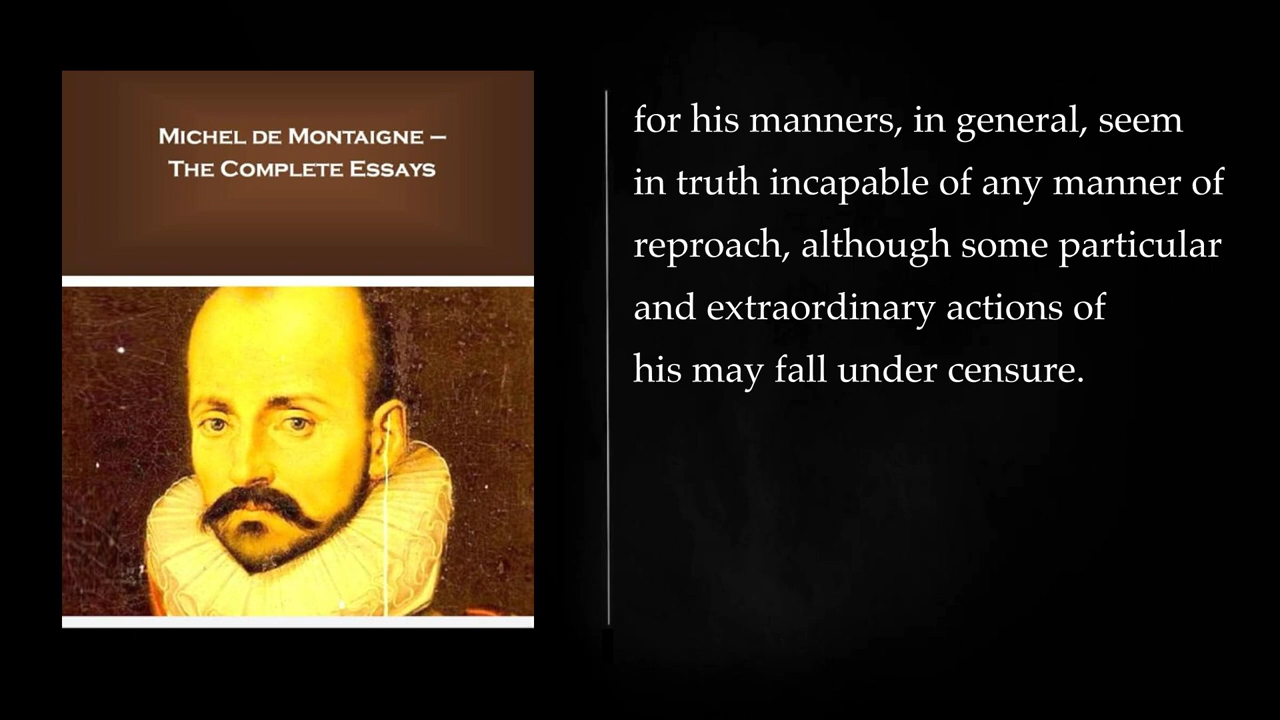 MICHEL DE MONTAIGNE –
THE COMPLETE ESSAYS
for his manners, in general, seem
in truth incapable of any manner of
reproach, although some particular
and extraordinary actions of
his may fall under censure.